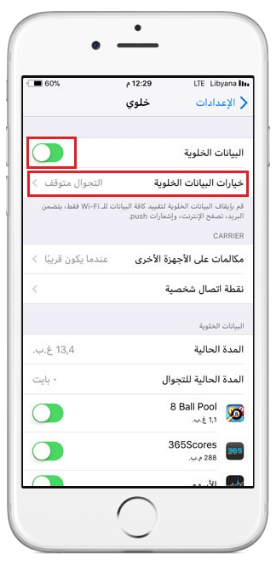 LTE Libyana 12:29 م 60%
الإعدادات
خلوي
البيانات الخلوية
خيارات البيانات الخلوية التجوال متوقف
قم بإيقاف البيانات الخلوية لتقييد كافة البيانات للـ Wi-Fi فقط، يتضمن
البريد، تصفح الإنترنت، وإشعارات push.
CARRIER
مكالمات على الأجهزة الأخرى عندما يكون قريبًا
نقطة اتصال شخصية
البيانات الخلوية
المدة الحالية 13,4 غ.ب.
المدة الحالية للتجوال ٠ بايت
8 Ball Pool
1,1 غ.ب.
365
365Scores
288 م.ب.